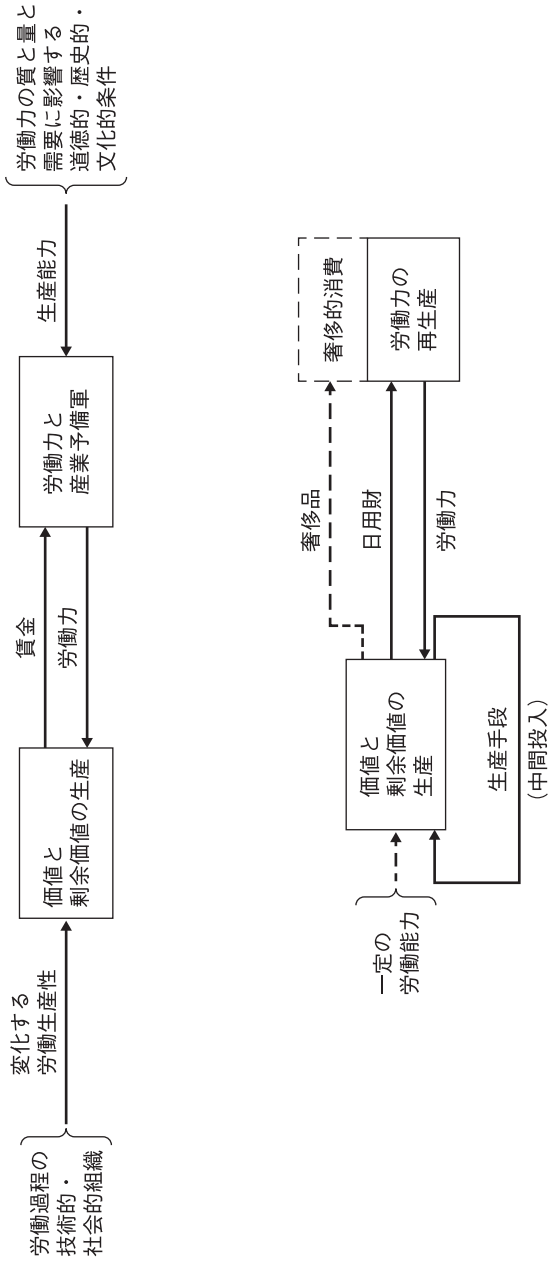 労働過程の
技術的・
社会的組織
変化する
労働生産性
価値と
剰余価値の生産
賃金
労働力
労働力と
産業予備軍
生産能力
労働力の質と量と
需要に影響する
道徳的・歴史的・
文化的条件
一定の
労働能力
価値と
剰余価値の
生産
生産手段
(中間投入)
奢侈品
日用財
労働力
奢侈的消費
労働力の
再生産